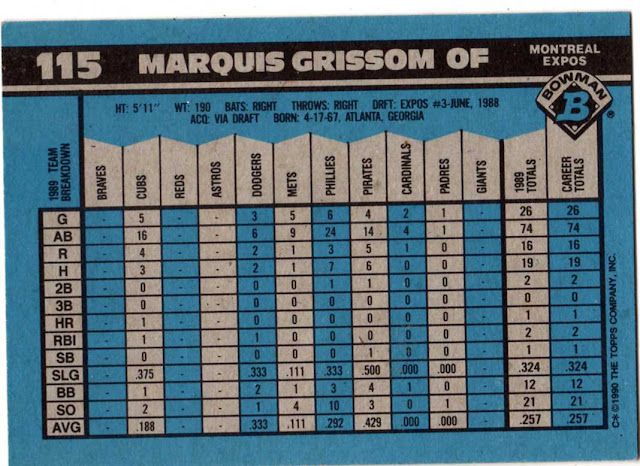 115 MARQUIS GRISSOM OF
MONTREAL
EXPOS
BOWMAN
B
®
HT: 5'11" WT: 190 BATS: RIGHT THROWS: RIGHT DRFT: EXPOS #3-JUNE, 1988
ACQ: VIA DRAFT BORN: 4-17-67, ATLANTA, GEORGIA
1989 TEAM
BREAKDOWN
BRAVES
CUBS
REDS
ASTROS
DODGERS
METS
PHILLIES
PIRATES
CARDINALS
PADRES
GIANTS
1989
TOTALS
CAREER
TOTALS
G - 5 - - 3 5 6 4 2 1 - 26 26
AB - 16 - - 6 9 24 14 4 1 - 74 74
R - 4 - - 2 1 3 5 1 0 - 16 16
H - 3 - - 2 1 7 6 0 0 - 19 19
2B - 0 - - 0 0 1 1 0 0 - 2 2
3B - 0 - - 0 0 0 0 0 0 - 0 0
HR - 1 - - 0 0 0 0 0 0 - 1 1
RBI - 1 - - 0 0 0 0 0 0 - 1 1
SB - 0 - - 0 0 0 1 0 0 - 1 1
SLG - .375 - - .333 .111 .333 .500 .000 .000 - .324 .324
BB - 1 - - 2 1 3 4 1 0 - 12 12
SO - 2 - - 1 4 10 3 0 1 - 21 21
AVG - .188 - - .333 .111 .292 .429 .000 .000 - .257 .257
C* ©1990 THE TOPPS COMPANY, INC.